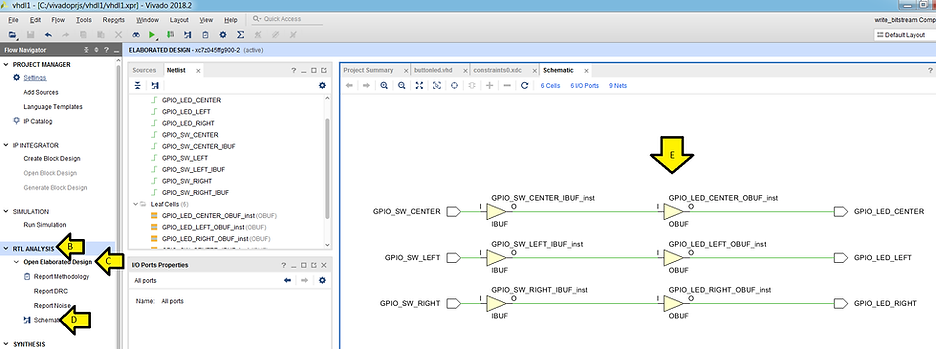 vhdl1 - [C:/vivadoprjs/vhdl1/vhdl1.xpr] - Vivado 2018.2
File Edit Flow Tools Reports Window Layout View Help Quick Access
write_bitstream Comp
Default Layout
Flow Navigator
ELABORATED DESIGN - xc7z045ffg900-2 (active)
PROJECT MANAGER
Settings
Add Sources
Language Templates
IP Catalog
IP INTEGRATOR
Create Block Design
Open Block Design
Generate Block Design
SIMULATION
Run Simulation
RTL ANALYSIS
B
Open Elaborated Design
C
Report Methodology
Report DRC
Report Noise
D
SYNTHESIS
Sources Netlist
GPIO_LED_CENTER
GPIO_LED_LEFT
GPIO_LED_RIGHT
GPIO_SW_CENTER
GPIO_SW_CENTER_IBUF
GPIO_SW_LEFT
GPIO_SW_LEFT_IBUF
GPIO_SW_RIGHT
GPIO_SW_RIGHT_IBUF
Leaf Cells (6)
GPIO_LED_CENTER_OBUF_inst (OBUF)
GPIO_LED_LEFT_OBUF_inst (OBUF)
GPIO_LED_RIGHT_OBUF_inst (OBUF)
I/O Ports Properties
All ports
Name: All ports
Project Summary buttonled.vhd constraints0.xdc Schematic
6 Cells 6 I/O Ports 9 Nets
E
GPIO_SW_CENTER_IBUF_inst GPIO_LED_CENTER_OBUF_inst
GPIO_SW_CENTER I O I O GPIO_LED_CENTER
IBUF OBUF
GPIO_SW_LEFT_IBUF_inst GPIO_LED_LEFT_OBUF_inst
GPIO_SW_LEFT I O I O GPIO_LED_LEFT
IBUF OBUF
GPIO_SW_RIGHT_IBUF_inst GPIO_LED_RIGHT_OBUF_inst
GPIO_SW_RIGHT I O I O GPIO_LED_RIGHT
IBUF OBUF